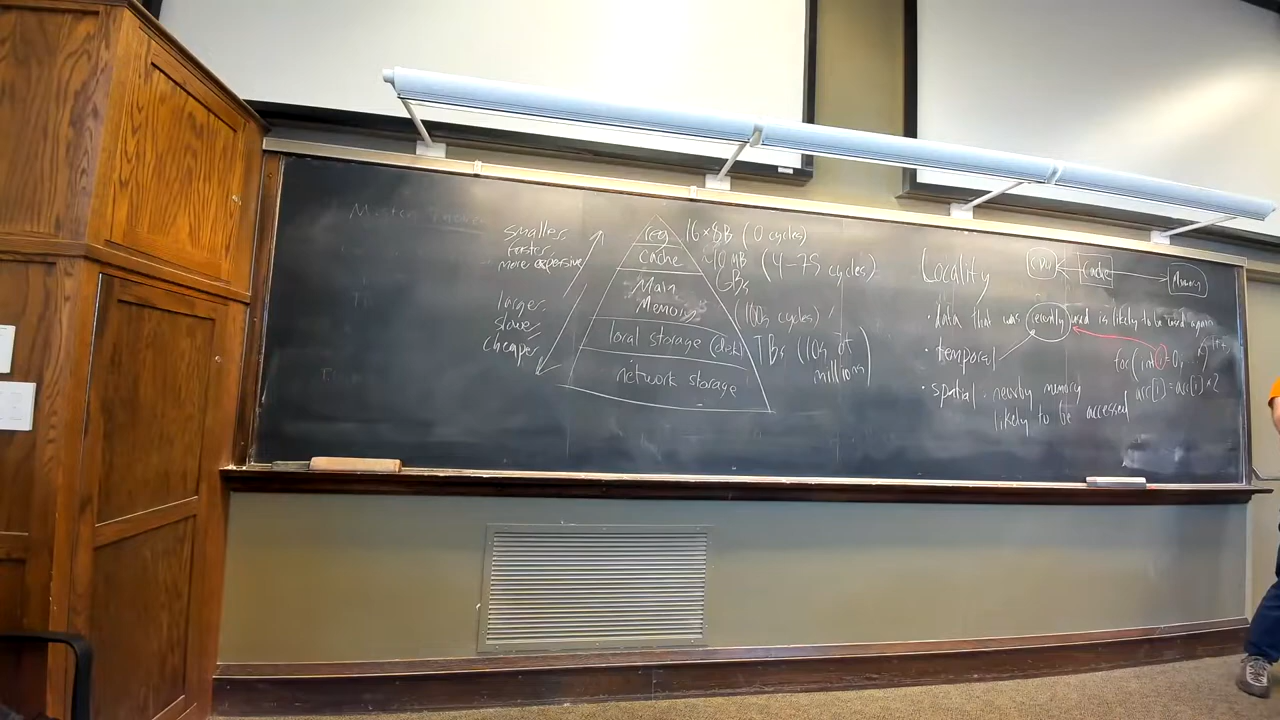 smaller,
faster
more expensive
larger,
slower,
cheaper
reg 16×8B (0 cycles)
Cache ~10 MB (4-75 cycles)
Main GBs
Memory (100s cycles)
local storage (disk) TBs (10s of
millions)
network storage
Locality CPU Cache Memory
• data that was recently used is likely to be used again
• temporal for(int i=0;
i++
• spatial • nearby memory arr[i] = arr[i] * 2
likely to be accessed